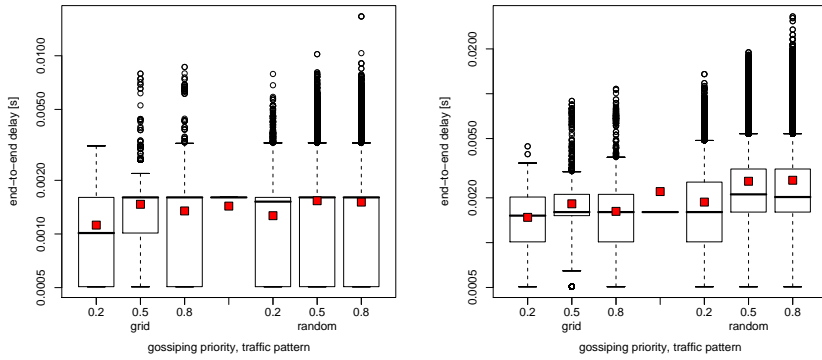 end-to-end delay [s]
0.0005 0.0010 0.0020 0.0050 0.0100
0.2 0.5 0.8 0.2 0.5 0.8
grid random
gossiping priority, traffic pattern
end-to-end delay [s]
0.0005 0.0020 0.0050 0.0200
0.2 0.5 0.8 0.2 0.5 0.8
grid random
gossiping priority, traffic pattern